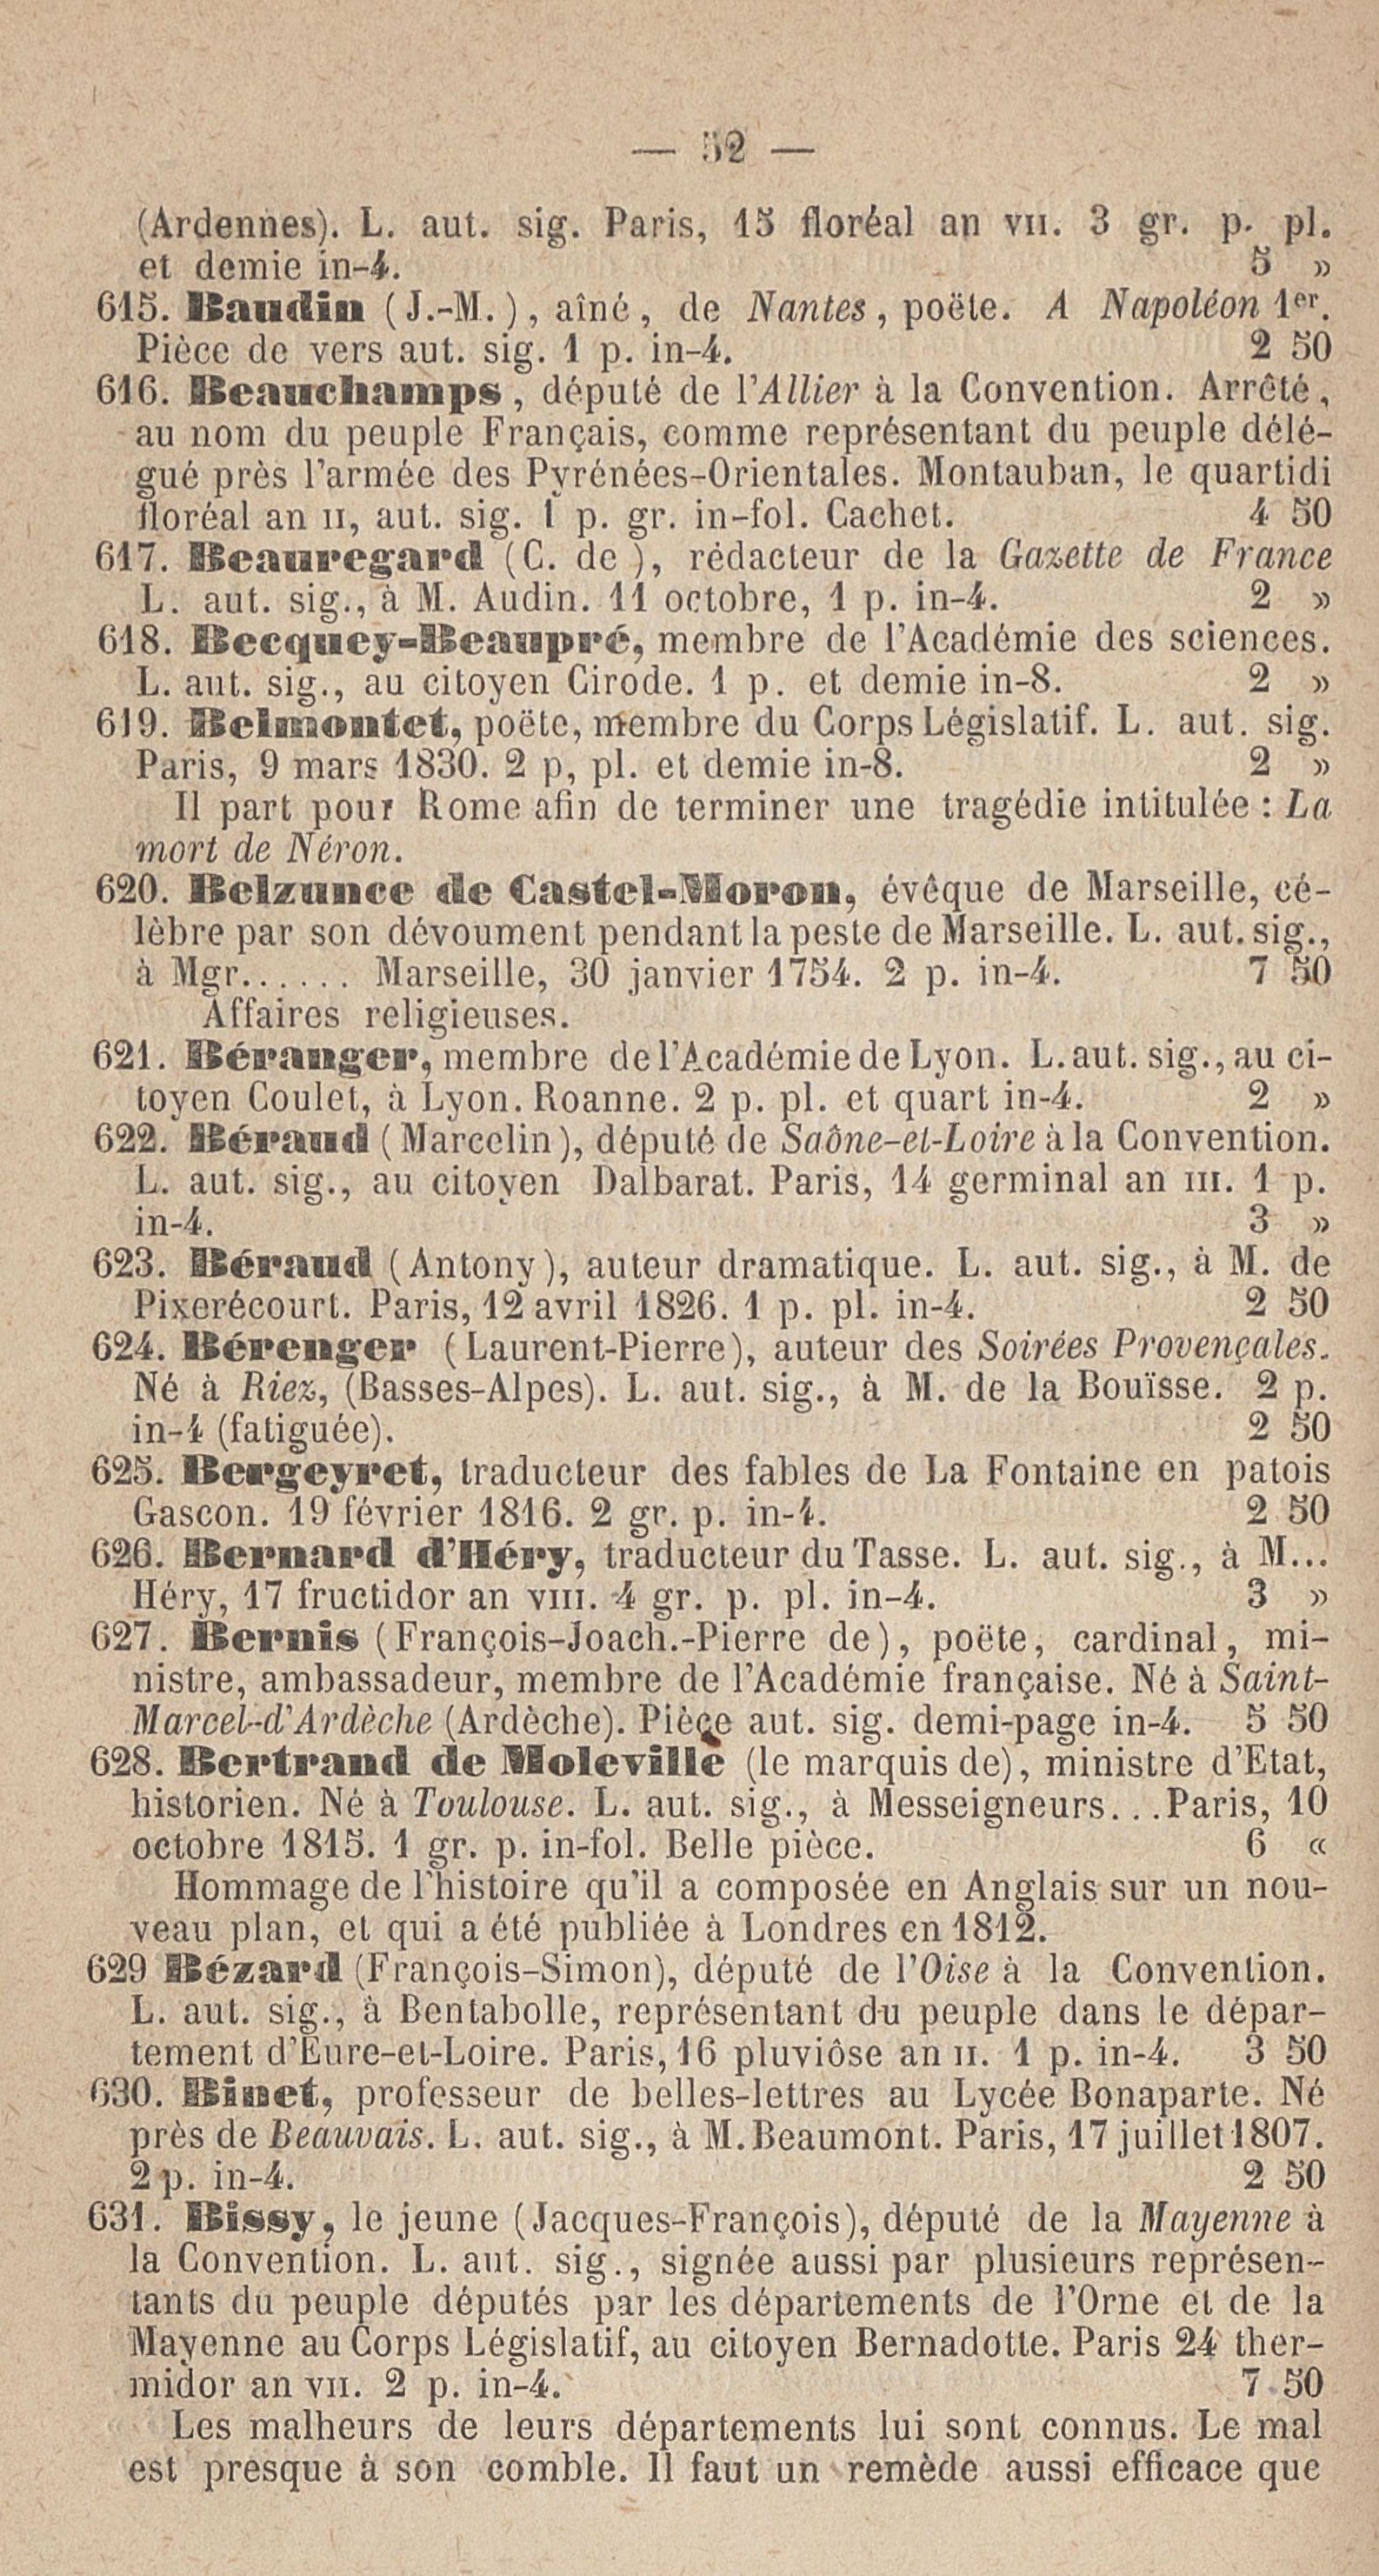 — 52 —
(Ardennes). L. aut. sig. Paris, 15 floréal an VII. 3 gr. p. pl.
et demie in-4. 5 »
615. Baudin (J.-M.), aîné, de Nantes, poëte. A Napoléon 1er.
Pièce de vers aut. sig. 1 p. in-4. 2 50
616. Beauchamps, député de l'Allier à la Convention. Arrêté,
au nom du peuple Français, comme représentant du peuple délé-
gué près l'armée des Pyrénées-Orientales. Montauban, le quartidi
floréal an II, aut. sig. 1 p. gr. in-fol. Cachet. 4 50
617. Beauregard (C. de), rédacteur de la Gazette de France
L. aut. sig., à M. Audin. 11 octobre, 1 p. in-4. 2 »
618. Becquey-Beaupré, membre de l'Académie des sciences.
L. aut. sig., au citoyen Girode. 1 p. et demie in-8. 2 »
619. Belmontet, poëte, membre du Corps Législatif. L. aut. sig.
Paris, 9 mars 1830. 2 p, pl. et demie in-8. 2 »
Il part pour Rome afin de terminer une tragédie intitulée : La
mort de Néron.
620. Belzunce de Castel-Moron, évêque de Marseille, cé-
lèbre par son dévoument pendant la peste de Marseille. L. aut. sig.,
à Mgr...... Marseille, 30 janvier 1754. 2 p. in-4. 7 50
Affaires religieuses.
621. Béranger, membre de l'Académie de Lyon. L. aut. sig., au ci-
toyen Coulet, à Lyon. Roanne. 2 p. pl. et quart in-4. 2 »
622. Béraud (Marcelin), député de Saône-et-Loire à la Convention.
L. aut. sig., au citoyen Dalbarat. Paris, 14 germinal an III. 1 p.
in-4. 3 »
623. Béraud (Antony), auteur dramatique. L. aut. sig., à M. de
Pixerécourt. Paris, 12 avril 1826. 1 p. pl. in-4. 2 50
624. Bérenger (Laurent-Pierre), auteur des Soirées Provençales.
Né à Riez, (Basses-Alpes). L. aut. sig., à M. de la Bouïsse. 2 p.
in-4 (fatiguée). 2 50
625. Bergeyret, traducteur des fables de La Fontaine en patois
Gascon. 19 février 1816. 2 gr. p. in-4. 2 50
626. Bernard d'Héry, traducteur du Tasse. L. aut. sig., à M...
Héry, 17 fructidor an VIII. 4 gr. p. pl. in-4. 3 »
627. Bernis (François-Joach.-Pierre de), poëte, cardinal, mi-
nistre, ambassadeur, membre de l'Académie française. Né à Saint-
Marcel-d'Ardèche (Ardèche). Pièce aut. sig. demi-page in-4. 5 50
628. Bertrand de Moleville (le marquis de), ministre d'Etat,
historien. Né à Toulouse. L. aut. sig., à Messeigneurs...Paris, 10
octobre 1815. 1 gr. p. in-fol. Belle pièce. 6 «
Hommage de l'histoire qu'il a composée en Anglais sur un nou-
veau plan, et qui a été publiée à Londres en 1812.
629 Bézard (François-Simon), député de l'Oise à la Convention.
L. aut. sig., à Bentabolle, représentant du peuple dans le dépar-
tement d'Eure-et-Loire. Paris, 16 pluviôse an II. 1 p. in-4. 3 50
630. Binet, professeur de belles-lettres au Lycée Bonaparte. Né
près de Beauvais. L. aut. sig., à M. Beaumont. Paris, 17 juillet 1807.
2 p. in-4. 2 50
631. Bissy, le jeune (Jacques-François), député de la Mayenne à
la Convention. L. aut. sig., signée aussi par plusieurs représen-
tants du peuple députés par les départements de l'Orne et de la
Mayenne au Corps Législatif, au citoyen Bernadotte. Paris 24 ther-
midor an VII. 2 p. in-4. 7 50
Les malheurs de leurs départements lui sont connus. Le mal
est presque à son comble. Il faut un remède aussi efficace que